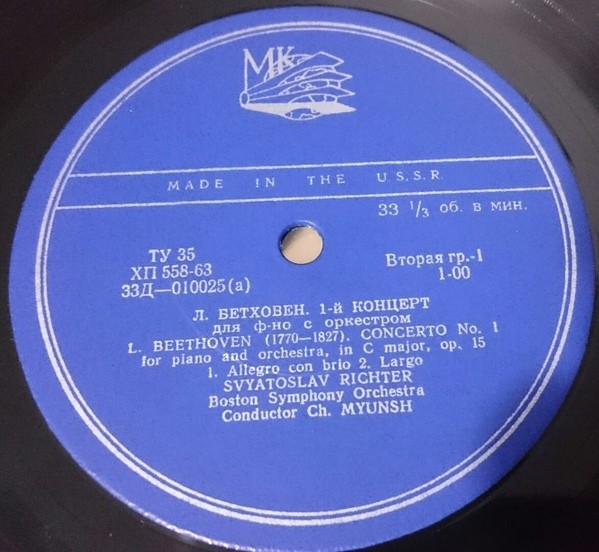 МК
MADE IN THE U.S.S.R.
33 1/3 об. в мин.
ТУ 35
ХП 558-63
33Д—010025(а)
Вторая гр.-1
1-00
Л. БЕТХОВЕН. 1-й КОНЦЕРТ
для ф-но с оркестром
L. BEETHOVEN (1770—1827). CONCERTO No. 1
for piano and orchestra, in C major, op. 15
1. Allegro con brio 2. Largo
SVYATOSLAV RICHTER
Boston Symphony Orchestra
Conductor Ch. MYUNSH